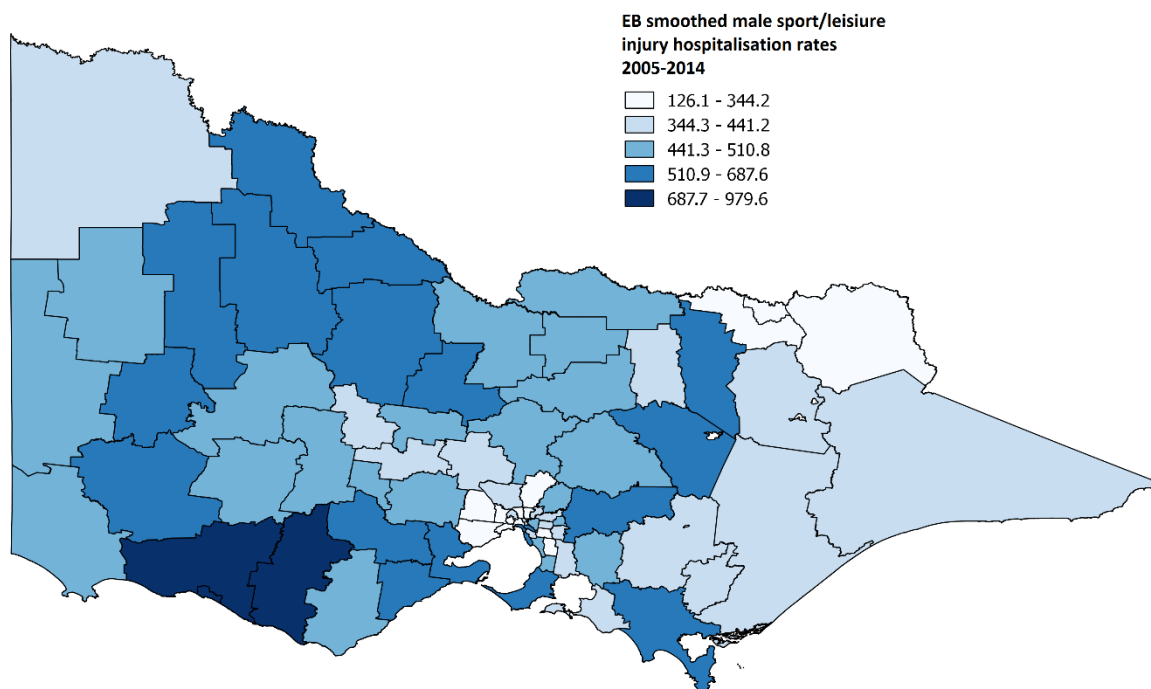 EB smoothed male sport/leisiure
injury hospitalisation rates
2005-2014
126.1 - 344.2
344.3 - 441.2
441.3 - 510.8
510.9 - 687.6
687.7 - 979.6